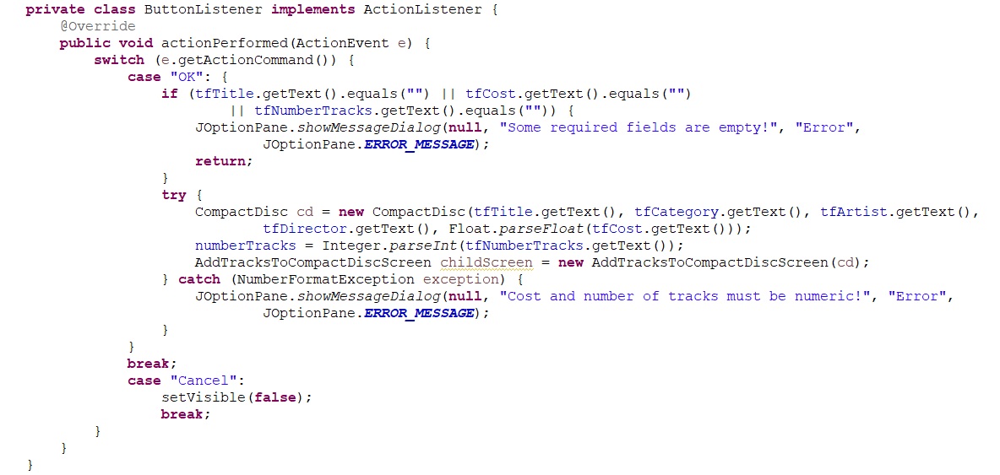 private class ButtonListener implements ActionListener {
    @Override
    public void actionPerformed(ActionEvent e) {
        switch (e.getActionCommand()) {
            case "OK": {
                if (tfTitle.getText().equals("") || tfCost.getText().equals("")
                        || tfNumberTracks.getText().equals("")) {
                    JOptionPane.showMessageDialog(null, "Some required fields are empty!", "Error",
                            JOptionPane.ERROR_MESSAGE);
                    return;
                }
                try {
                    CompactDisc cd = new CompactDisc(tfTitle.getText(), tfCategory.getText(), tfArtist.getText(),
                            tfDirector.getText(), Float.parseFloat(tfCost.getText()));
                    numberTracks = Integer.parseInt(tfNumberTracks.getText());
                    AddTracksToCompactDiscScreen childScreen = new AddTracksToCompactDiscScreen(cd);
                } catch (NumberFormatException exception) {
                    JOptionPane.showMessageDialog(null, "Cost and number of tracks must be numeric!", "Error",
                            JOptionPane.ERROR_MESSAGE);
                }
            }
            break;
            case "Cancel":
                setVisible(false);
                break;
        }
    }
}